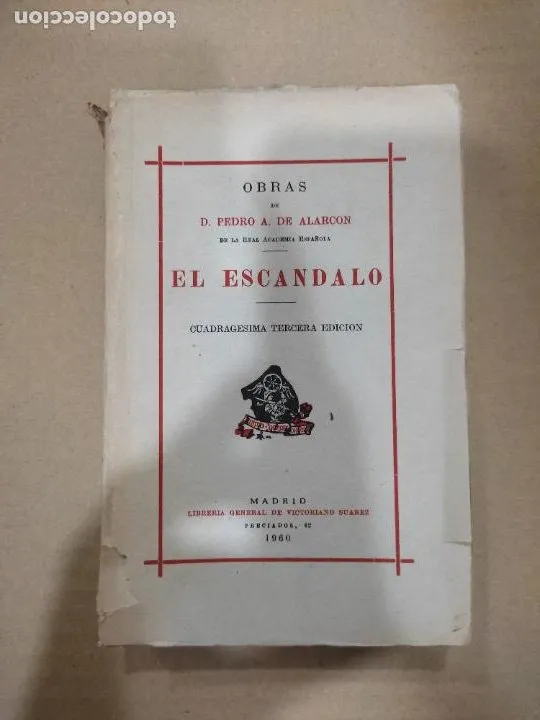 todocoleccion
OBRAS
DE
D. PEDRO A. DE ALARCON
DE LA REAL ACADEMIA ESPAÑOLA
EL ESCANDALO
CUADRAGESIMA TERCERA EDICION
MADRID
LIBRERIA GENERAL DE VICTORIANO SUAREZ
PRECIADOS, 42
1960